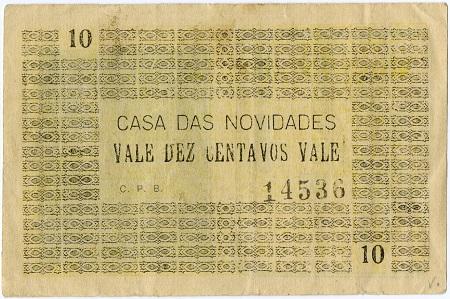 10
CASA DAS NOVIDADES
VALE DEZ CENTAVOS VALE
C. P. B. 14536
10